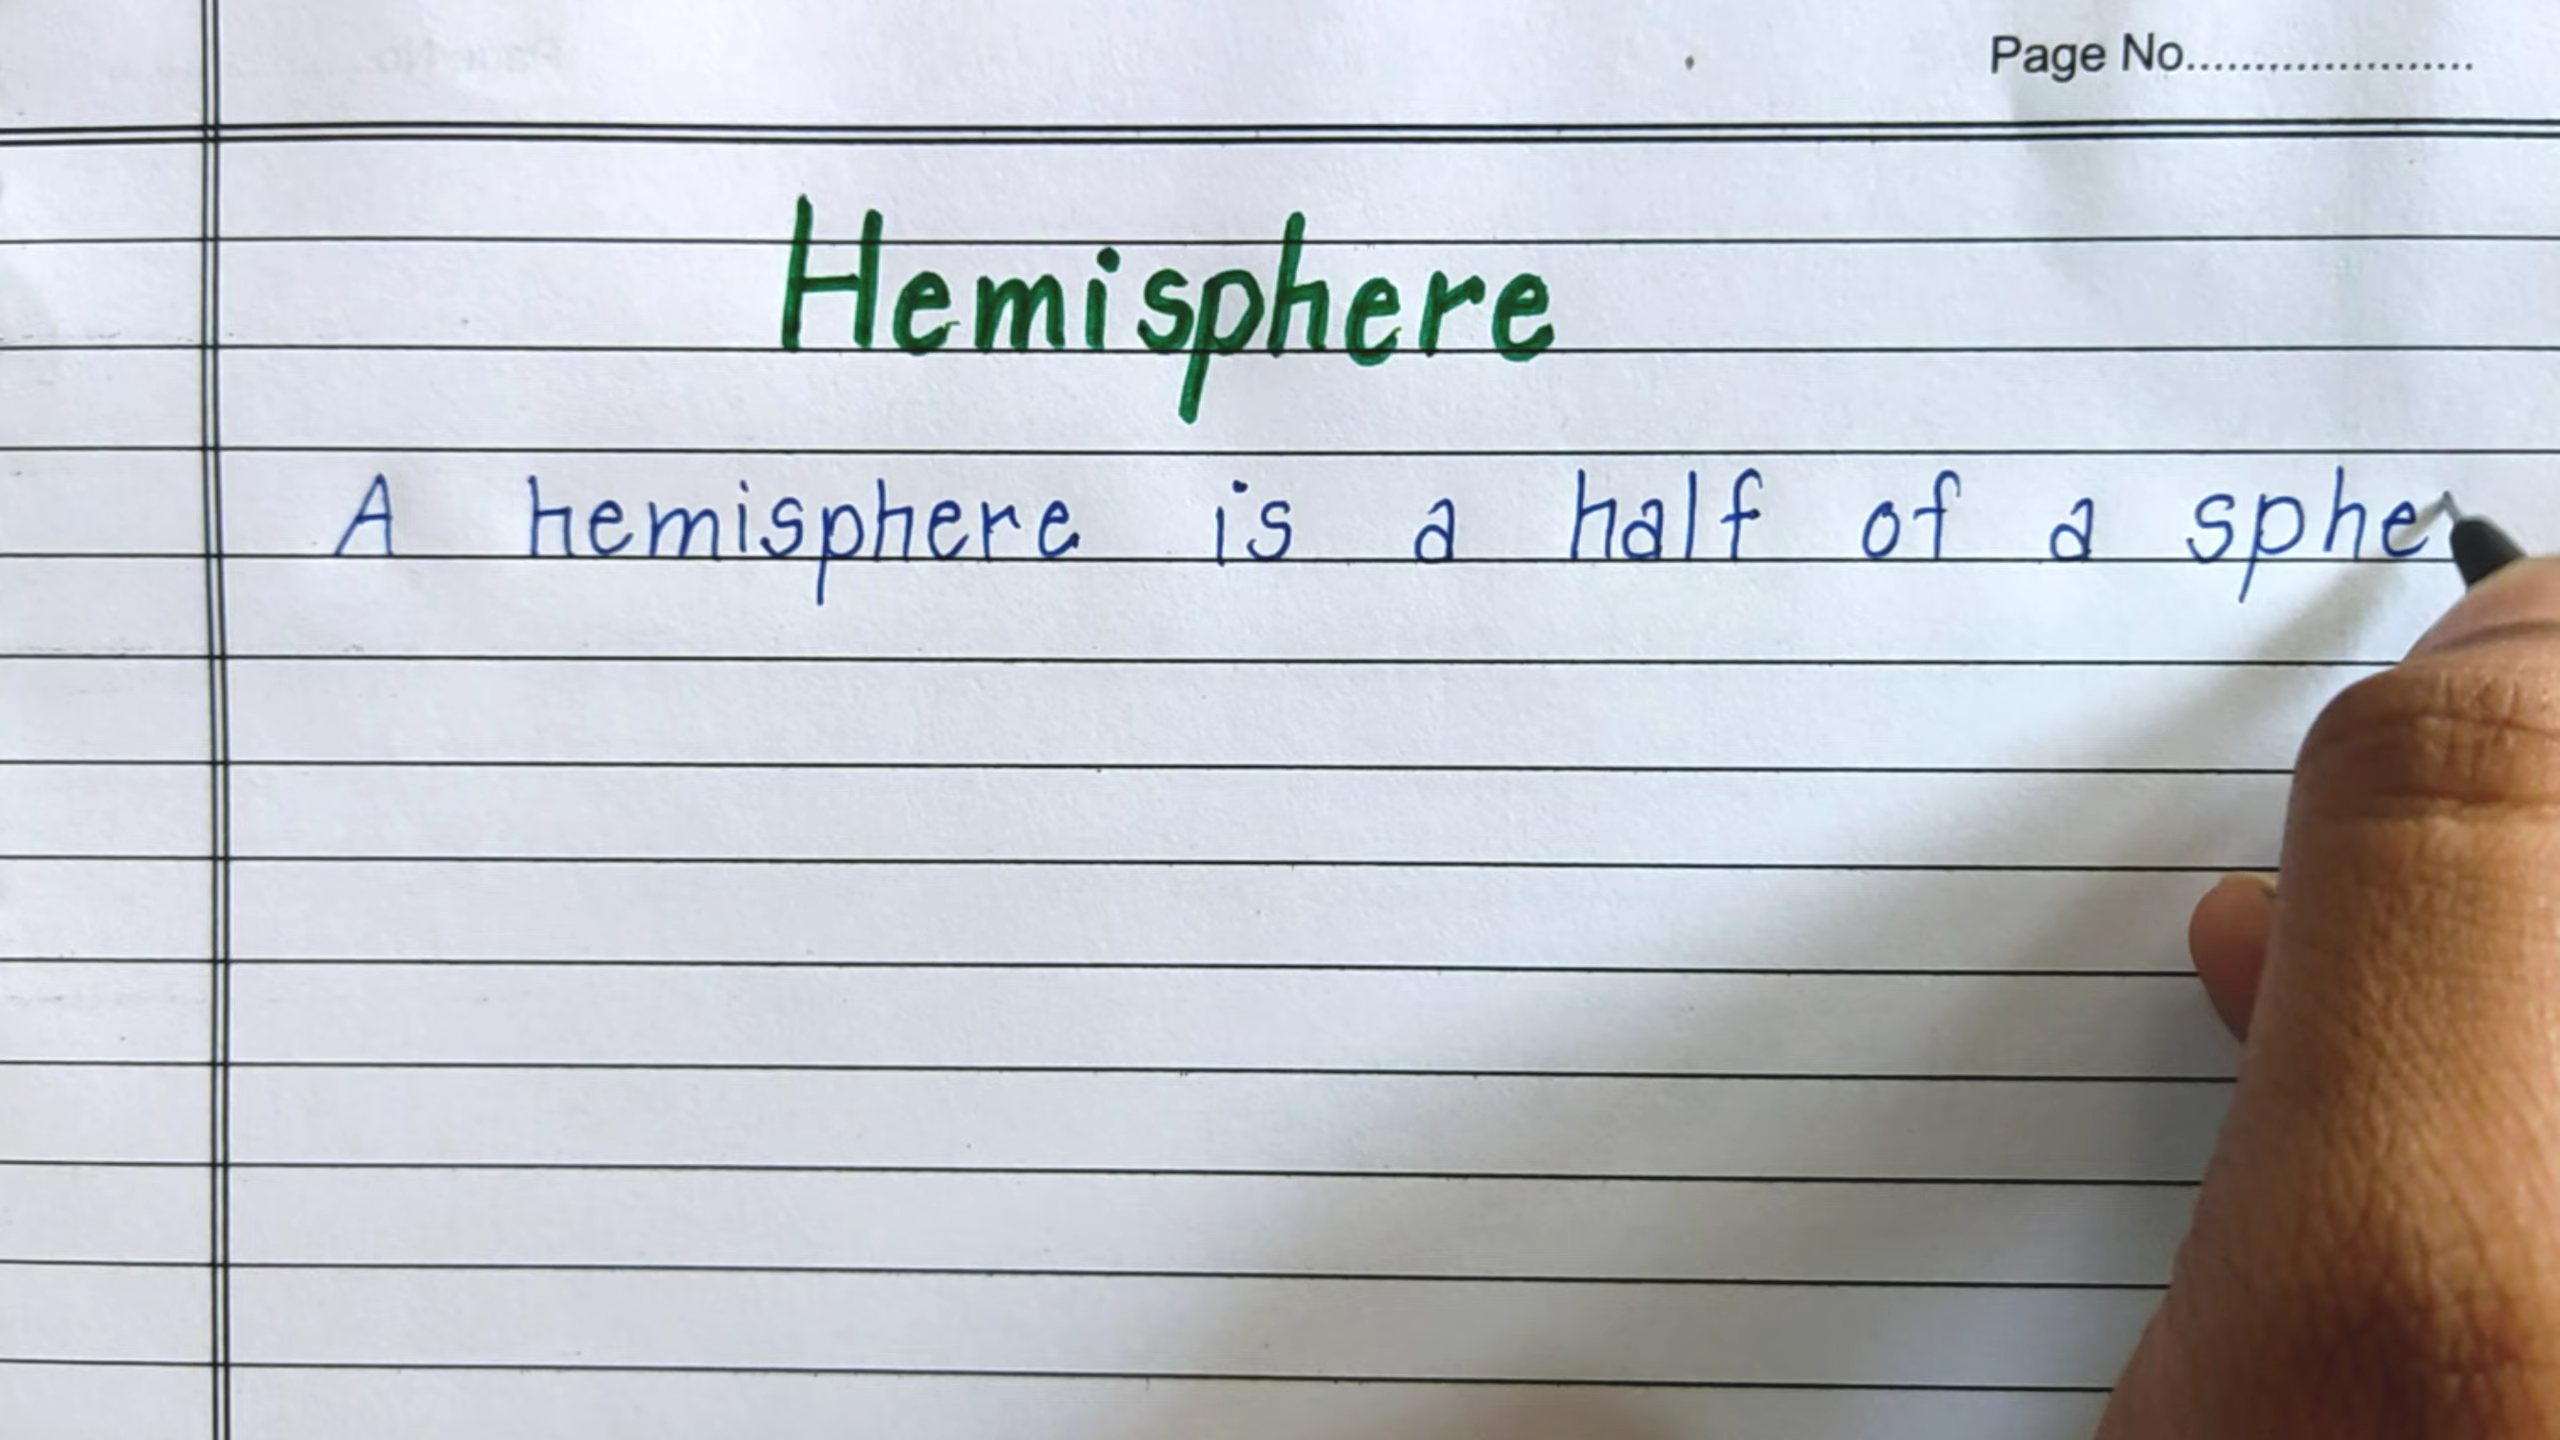 Page No......................
Hemisphere
A hemisphere is a half of a sphe